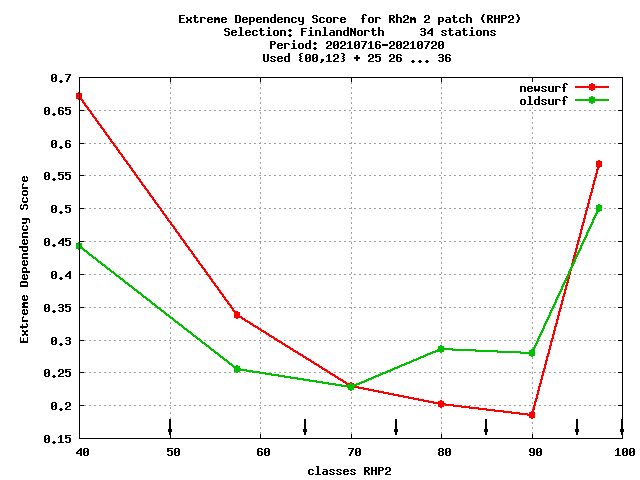 Extreme Dependency Score  for Rh2m 2 patch (RHP2)
Selection: FinlandNorth     34 stations
Period: 20210716-20210720
Used {00,12} + 25 26 ... 36
newsurf
oldsurf
0.7
0.65
0.6
0.55
0.5
0.45
0.4
0.35
0.3
0.25
0.2
0.15
Extreme Dependency Score
40 50 60 70 80 90 100
classes RHP2